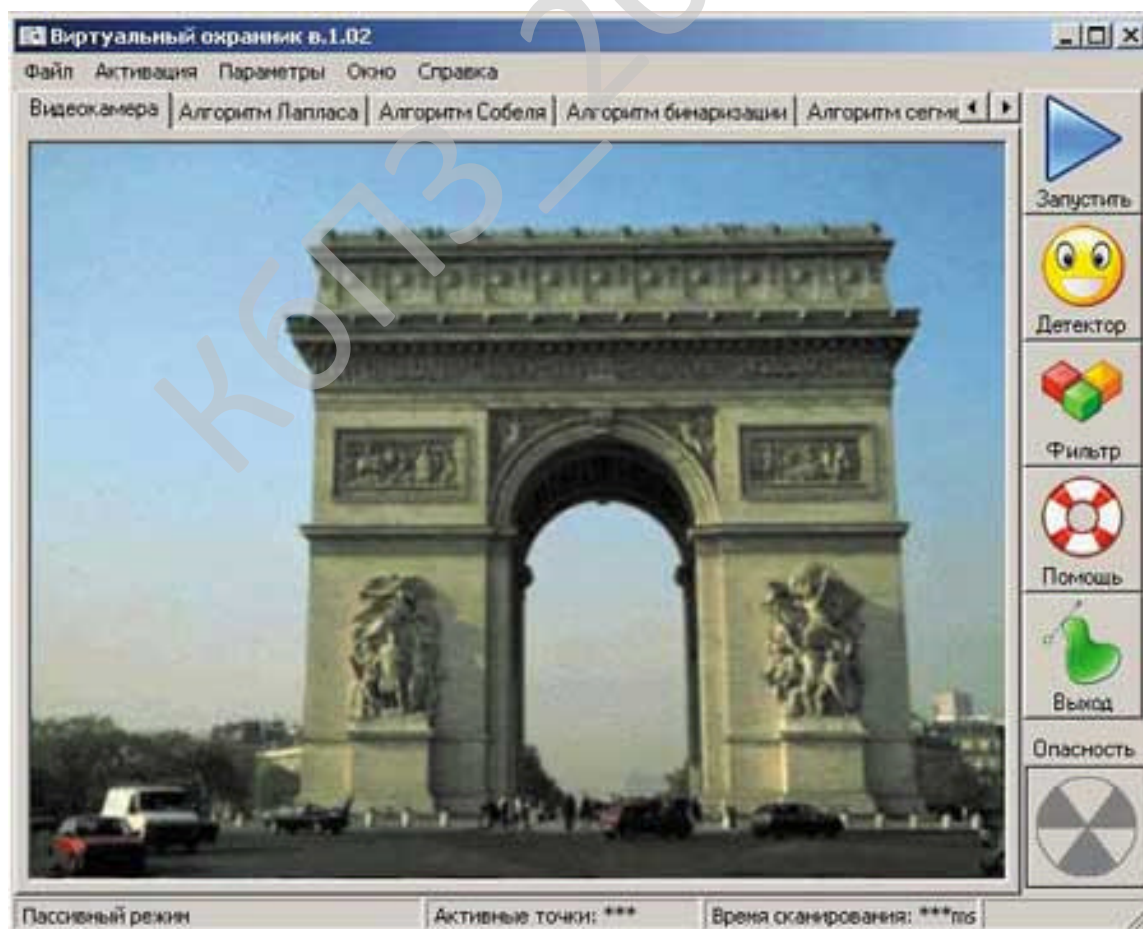 Виртуальный охранник в.1.02
Файл Активация Параметры Окно Справка
Видеокамера Алгоритм Лапласа Алгоритм Собеля Алгоритм бинаризации Алгоритм сегме
Запустить
Детектор
Фильтр
Помощь
Выход
Опасность
Пассивный режим Активные точки: *** Время сканирования: ***ms